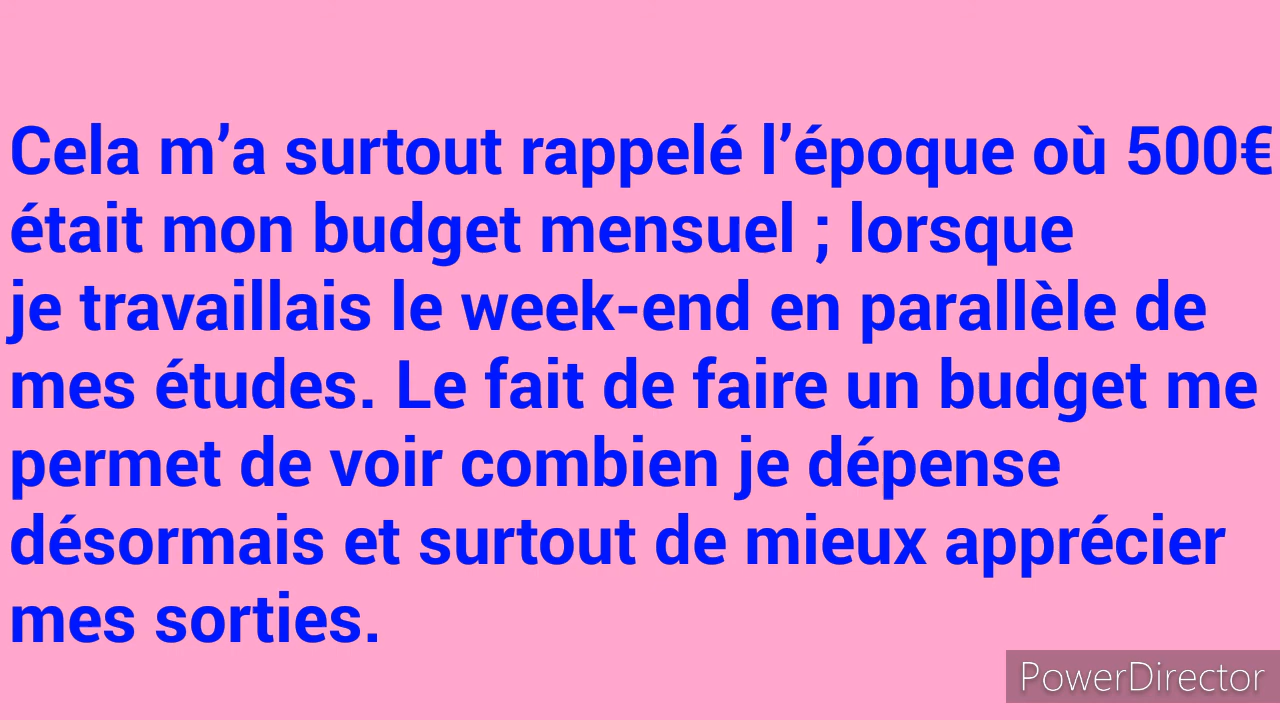 Cela m’a surtout rappelé l’époque où 500€
était mon budget mensuel ; lorsque
je travaillais le week-end en parallèle de
mes études. Le fait de faire un budget me
permet de voir combien je dépense
désormais et surtout de mieux apprécier
mes sorties.
PowerDirector